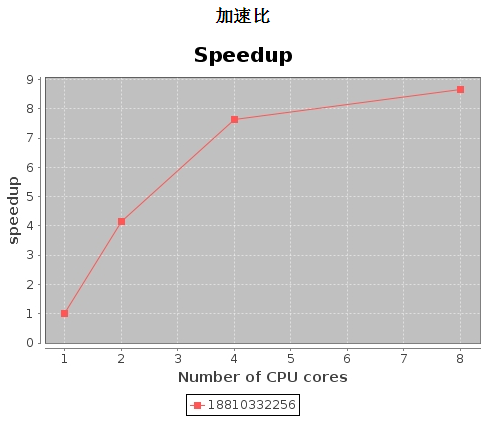 加速比
Speedup
9
8
7
6
5
4
3
2
1
0
speedup
1 2 3 4 5 6 7 8
Number of CPU cores
18810332256